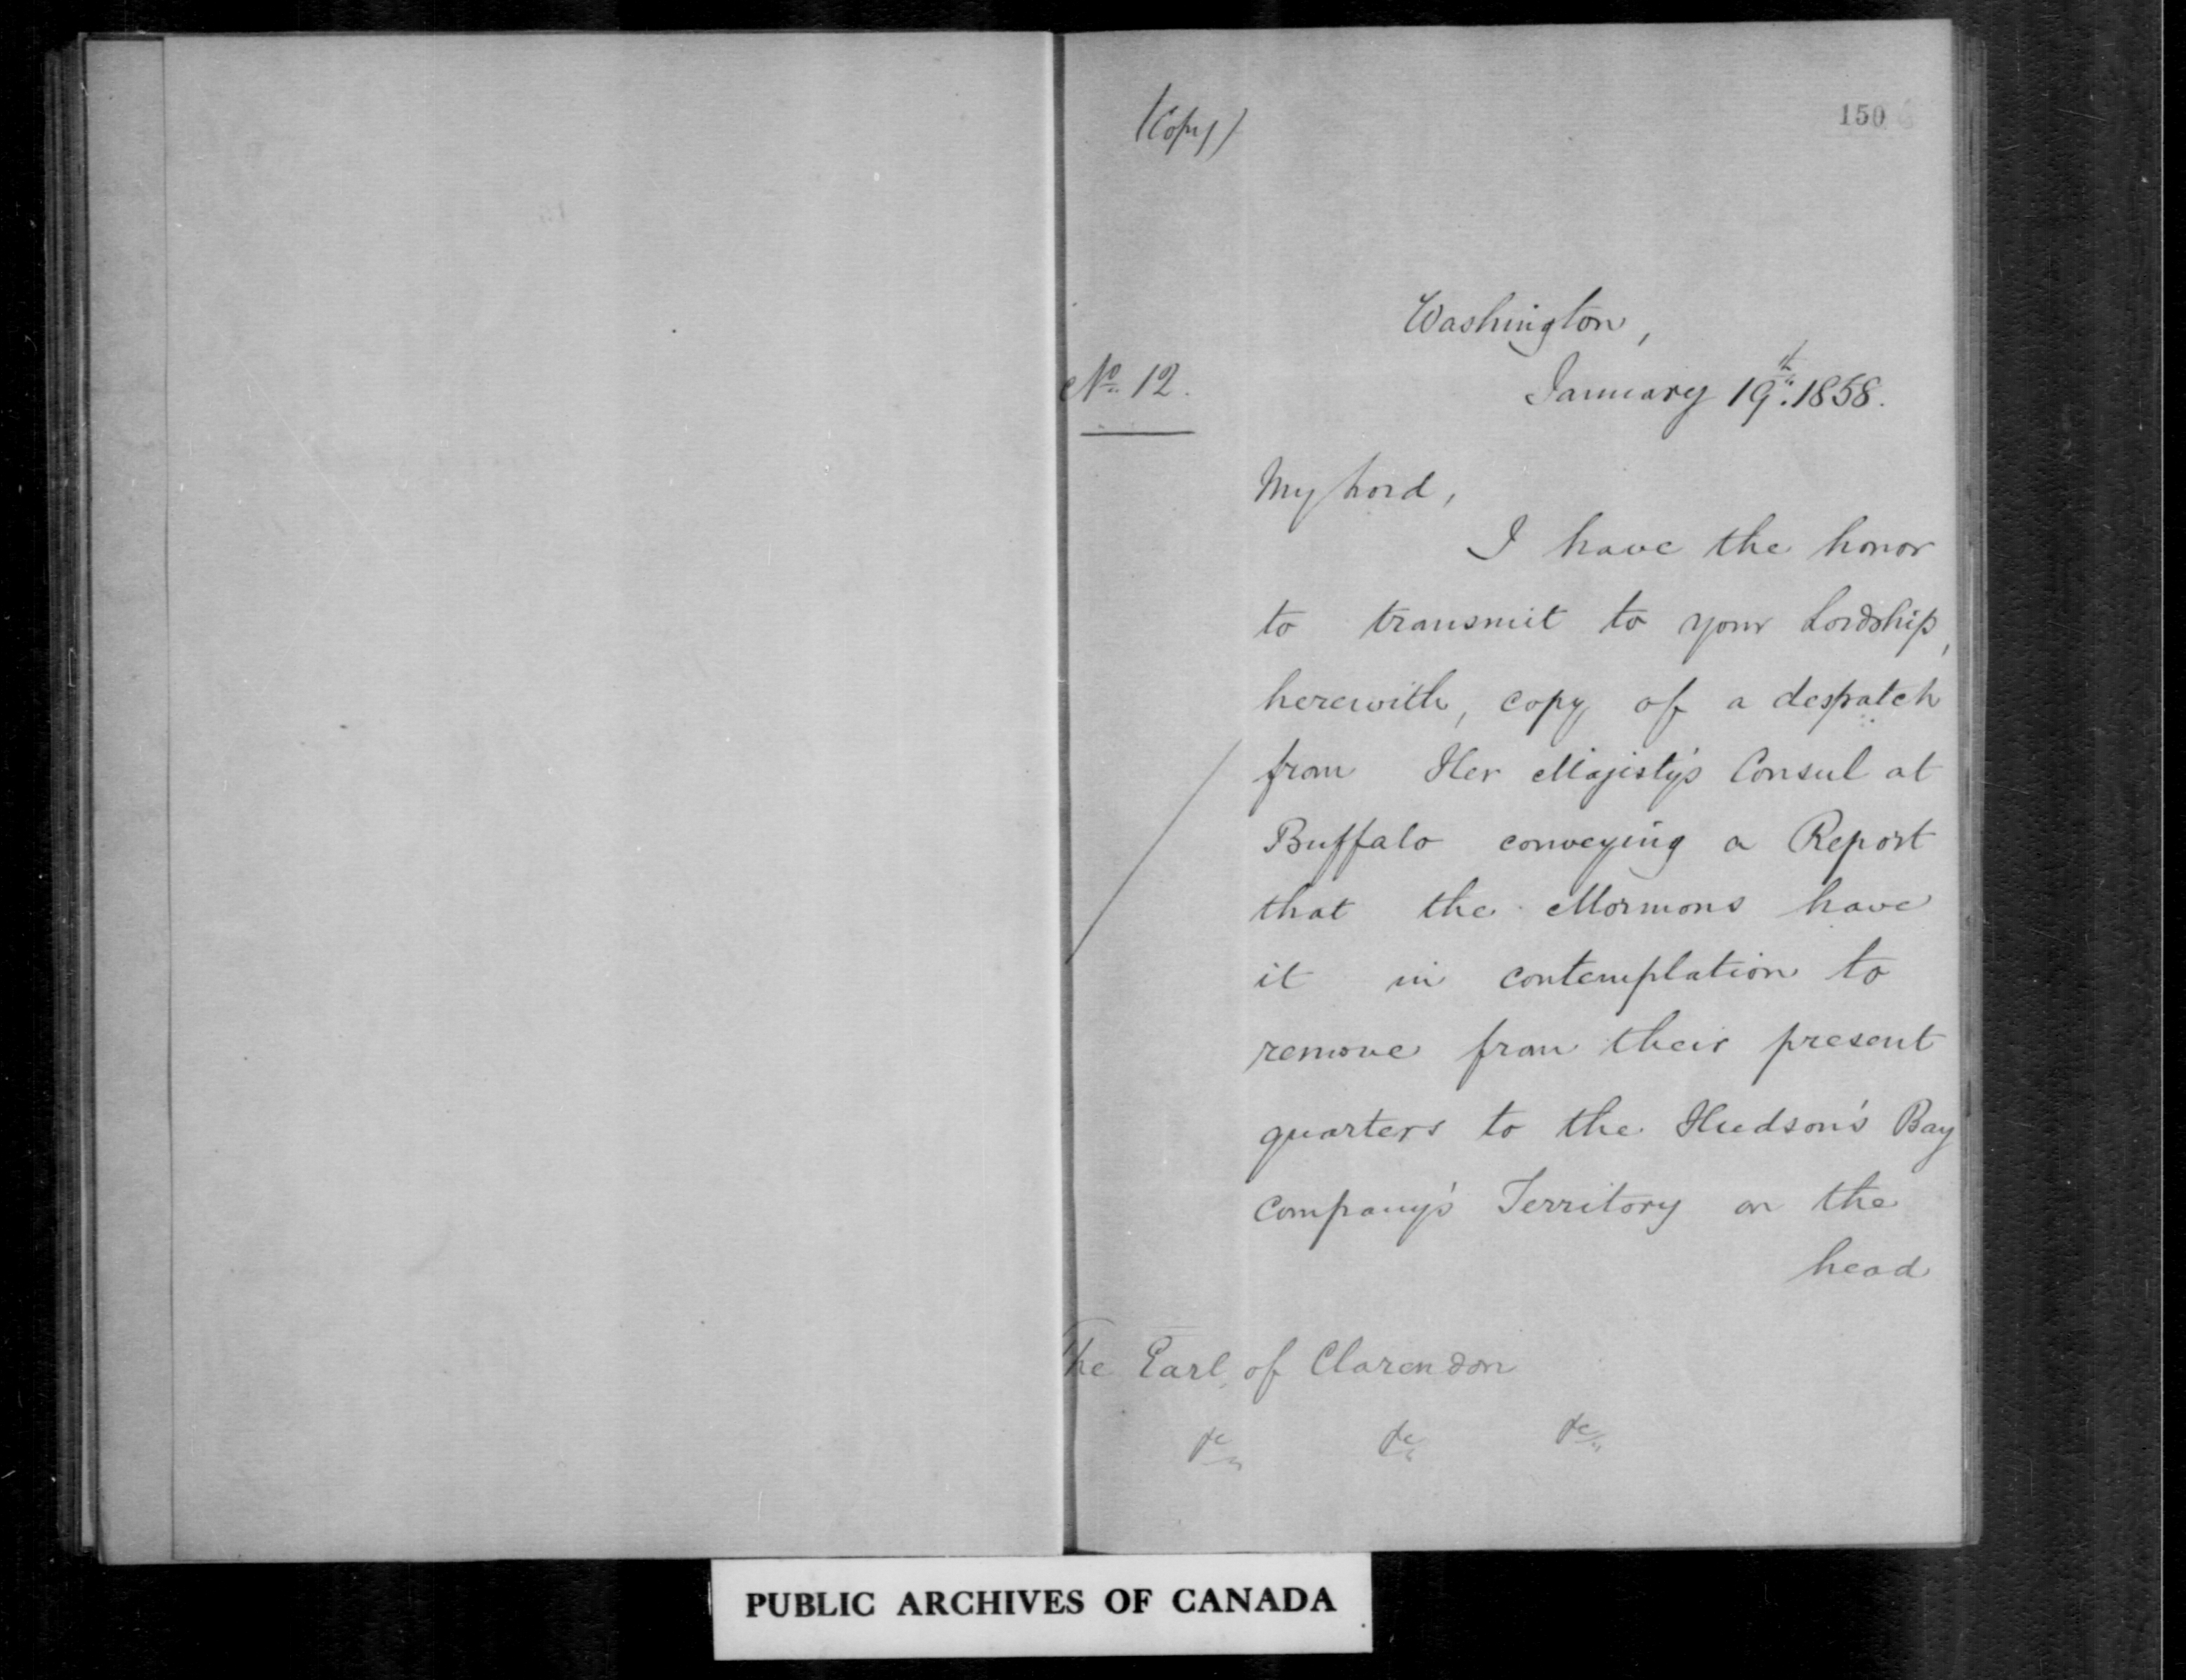 (Copy)
150
Washington,
No. 12.
January 19th. 1858.
My Lord,
I have the honor
to transmit to your Lordship,
herewith, copy of a despatch
from Her Majesty's Consul at
Buffalo conveying a Report
that the Mormons have
it in contemplation to
remove from their present
quarters to the Hudson's Bay
Company's Territory on the
head
The Earl of Clarendon
&c &c &c
PUBLIC ARCHIVES OF CANADA